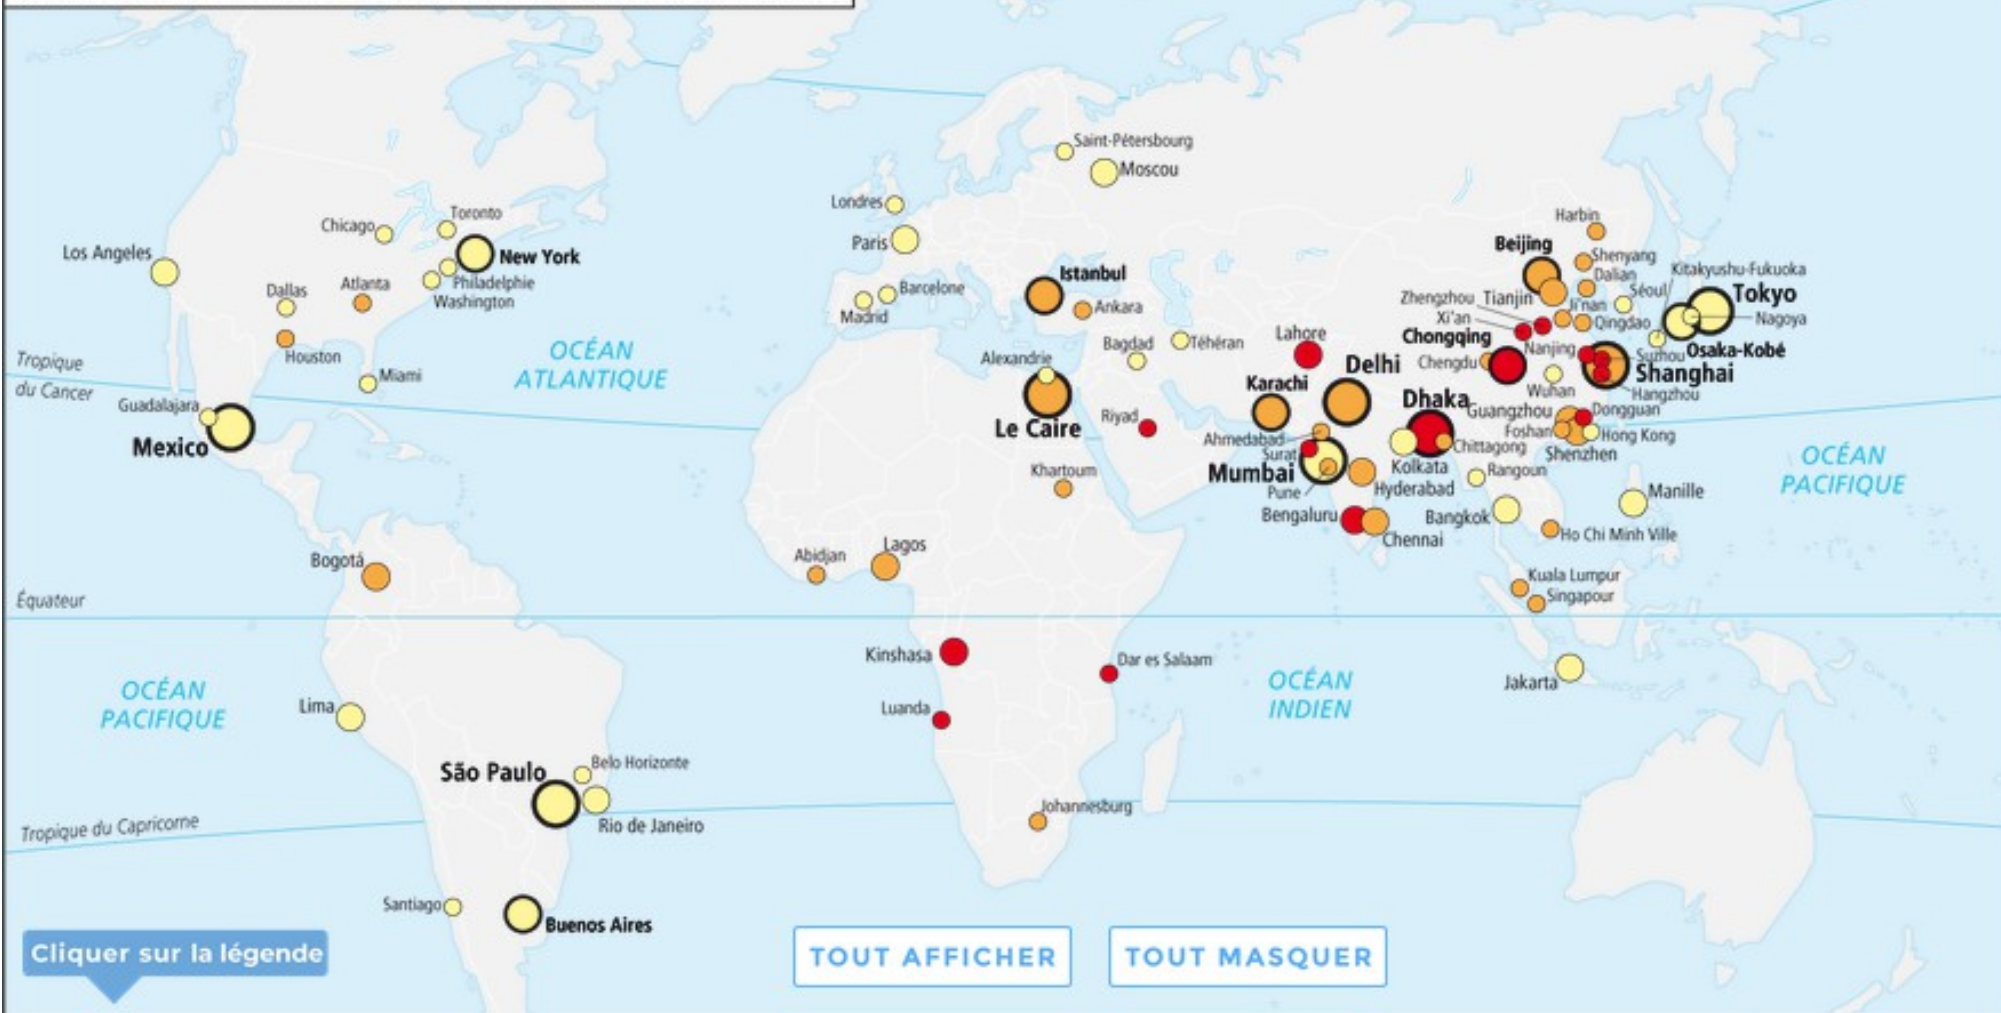 Saint-Pétersbourg
Moscou
Londres
Paris
Barcelone
Madrid
Istanbul
Ankara
Chicago
Toronto
New York
Los Angeles
Philadelphie
Washington
Dallas
Atlanta
Houston
Miami
Tropique
du Cancer
Guadalajara
Mexico
OCÉAN
ATLANTIQUE
Alexandrie
Le Caire
Bagdad
Téhéran
Riyad
Khartoum
Lahore
Karachi
Delhi
Dhaka
Ahmedabad
Surat
Mumbai
Pune
Hyderabad
Kolkata
Chittagong
Bengaluru
Chennai
Rangoun
Bangkok
Harbin
Beijing
Shenyang
Dalian
Kitakyushu-Fukuoka
Zhengzhou
Tianjin
Séoul
Tokyo
Xi'an
Ji'nan
Qingdao
Nagoya
Chongqing
Chengdu
Nanjing
Suzhou
Osaka-Kobé
Shanghai
Wuhan
Hangzhou
Guangzhou
Dongguan
Foshan
Hong Kong
Shenzhen
Manille
Ho Chi Minh Ville
OCÉAN
PACIFIQUE
Kuala Lumpur
Singapour
Jakarta
Bogotá
Abidjan
Lagos
Équateur
Kinshasa
Dar es Salaam
Luanda
OCÉAN
INDIEN
OCÉAN
PACIFIQUE
Lima
São Paulo
Belo Horizonte
Rio de Janeiro
Johannesburg
Tropique du Capricorne
Santiago
Buenos Aires
Cliquer sur la légende
TOUT AFFICHER
TOUT MASQUER